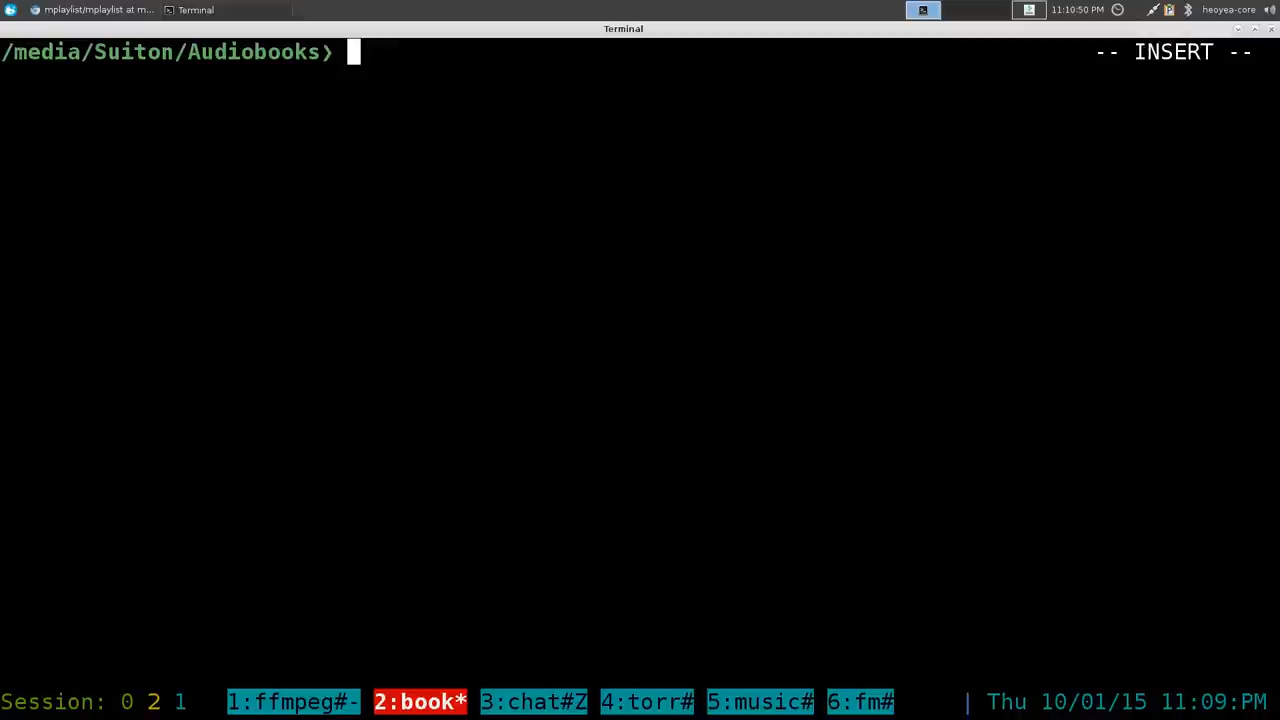 mplaylist/mplaylist at m... Terminal 11:10:50 PM heoyea-core
Terminal
/media/Suiton/Audiobooks❯ -- INSERT --
Session: 0 2 1 1:ffmpeg#- 2:book* 3:chat#Z 4:torr# 5:music# 6:fm# | Thu 10/01/15 11:09:PM